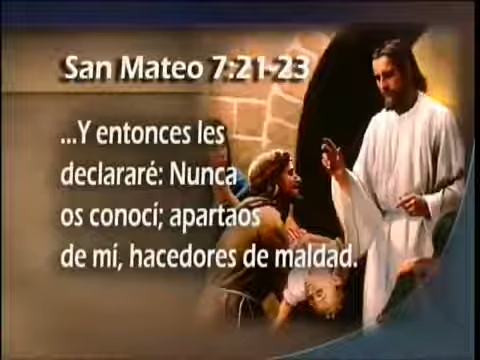 San Mateo 7:21-23
...Y entonces les
declararé: Nunca
os conocí; apartaos
de mí, hacedores de maldad.